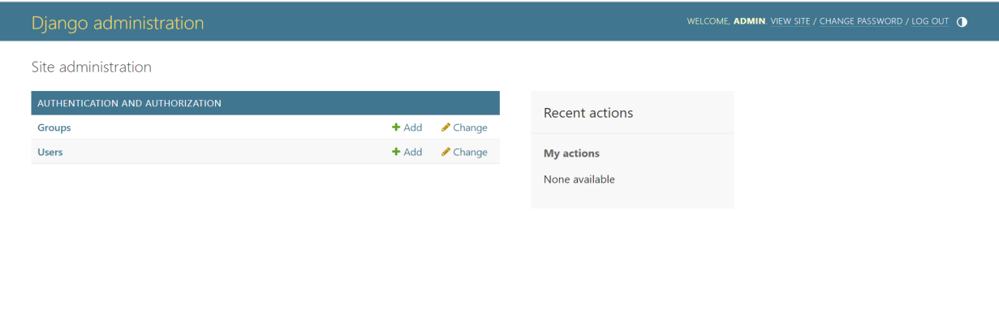 Django administration
WELCOME, ADMIN. VIEW SITE / CHANGE PASSWORD / LOG OUT
Site administration
AUTHENTICATION AND AUTHORIZATION
Groups Add Change
Users Add Change
Recent actions
My actions
None available